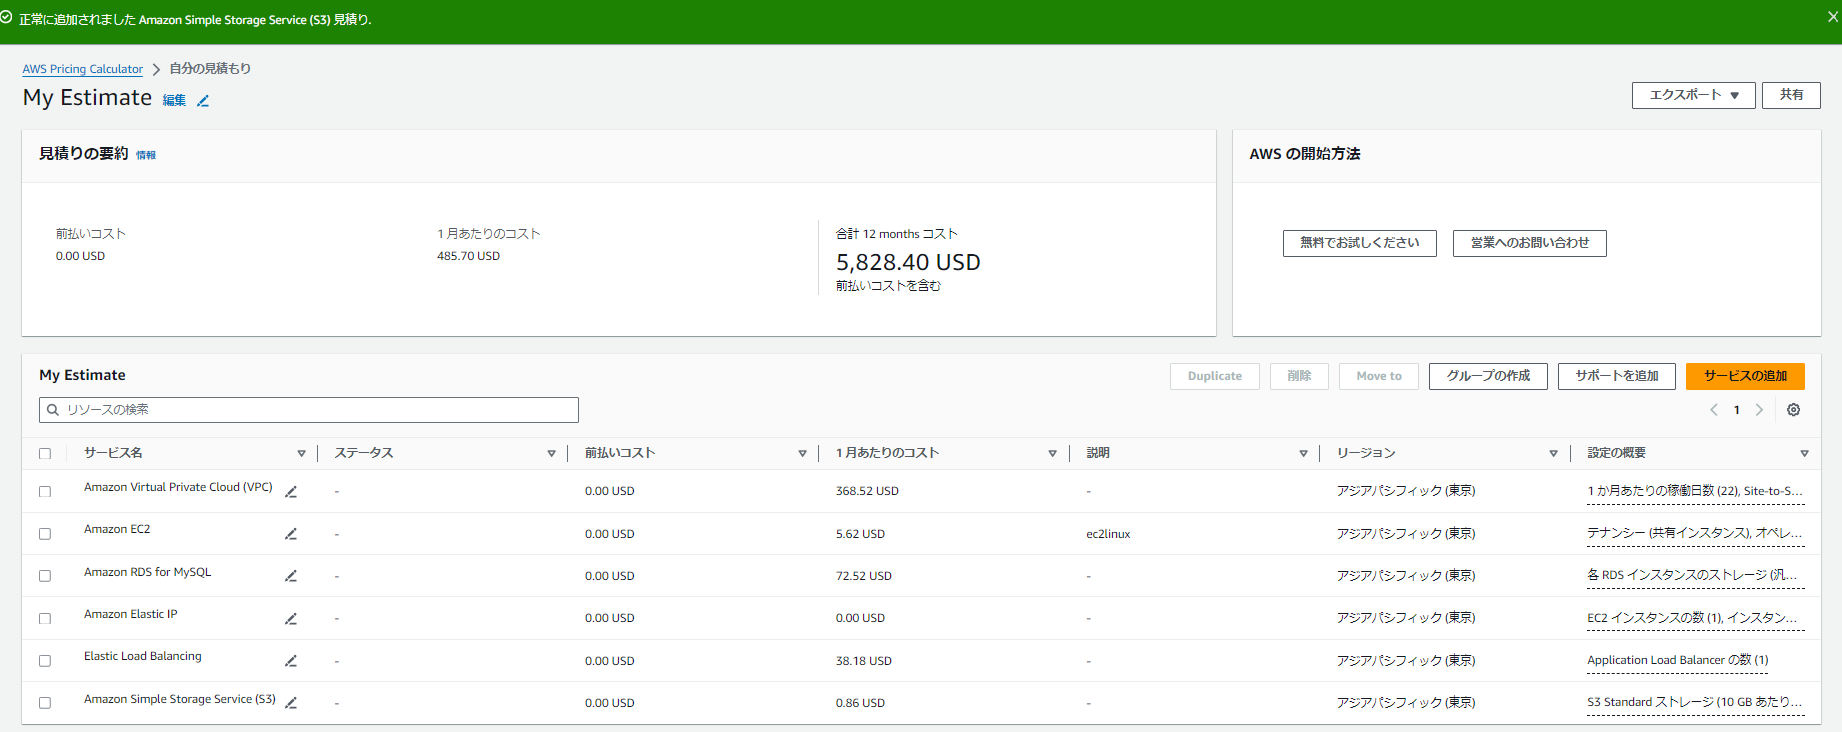 正常に追加されました Amazon Simple Storage Service (S3) 見積り.
AWS Pricing Calculator 自分の見積もり
My Estimate 編集
エクスポート 共有
見積りの要約 情報
AWS の開始方法
前払いコスト
0.00 USD
1 月あたりのコスト
485.70 USD
合計 12 months コスト
5,828.40 USD
前払いコストを含む
無料でお試しください 営業へのお問い合わせ
My Estimate
Duplicate 削除 Move to グループの作成 サポートを追加 サービスの追加
リソースの検索
1
サービス名 ステータス 前払いコスト 1 月あたりのコスト 説明 リージョン 設定の概要
Amazon Virtual Private Cloud (VPC) - 0.00 USD 368.52 USD - アジアパシフィック (東京) 1 か月あたりの稼働日数 (22), Site-to-S...
Amazon EC2 - 0.00 USD 5.62 USD ec2linux アジアパシフィック (東京) テナンシー (共有インスタンス), オペレ...
Amazon RDS for MySQL - 0.00 USD 72.52 USD - アジアパシフィック (東京) 各 RDS インスタンスのストレージ (汎...
Amazon Elastic IP - 0.00 USD 0.00 USD - アジアパシフィック (東京) EC2 インスタンスの数 (1), インスタン...
Elastic Load Balancing - 0.00 USD 38.18 USD - アジアパシフィック (東京) Application Load Balancer の数 (1)
Amazon Simple Storage Service (S3) - 0.00 USD 0.86 USD - アジアパシフィック (東京) S3 Standard ストレージ (10 GB あたり...